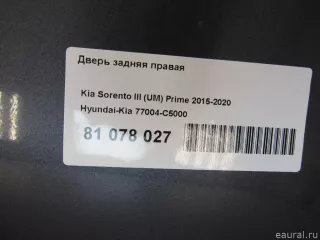 Дверь задняя правая
Kia Sorento III (UM) Prime 2015-2020
Hyundai-Kia 77004-C5000
81 078 027
eaural.ru